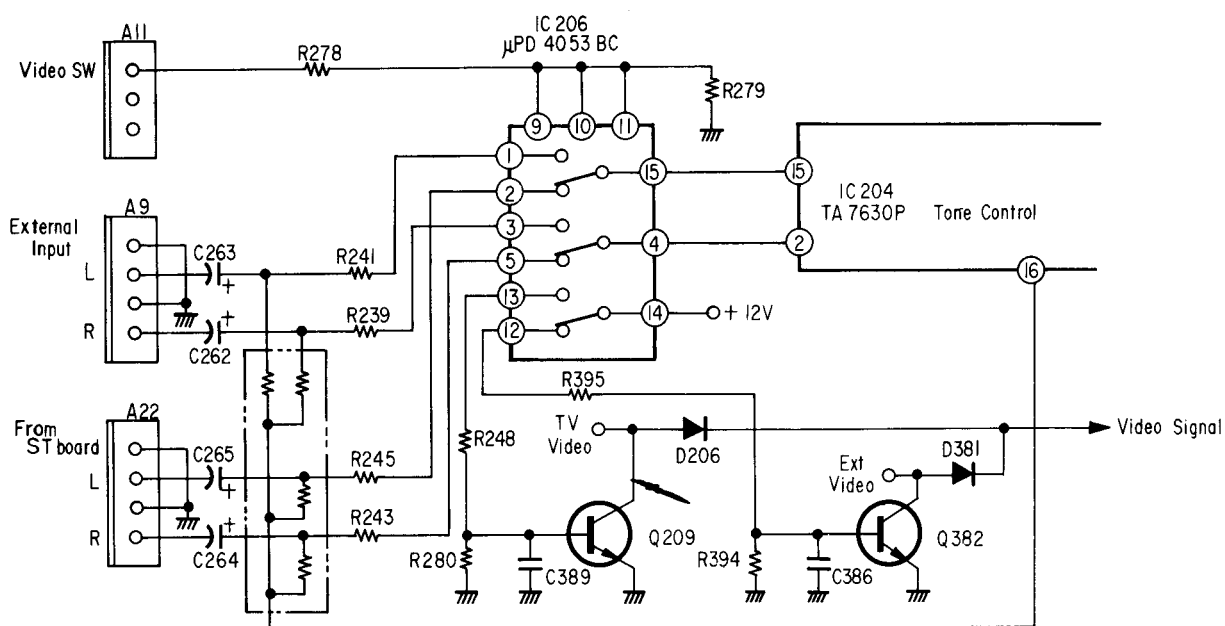 A11
IC 206
μPD 4053 BC
Video SW
R278
R279
9
10
11
1
2
3
5
13
12
15
4
14
+ 12V
15
2
16
IC 204
TA 7630P Tone Control
A9
External
Input
L
R
C263
+
R241
+
C262
R239
A22
From
ST board
L
R
C265
+
R245
+
C264
R243
R395
R248
TV
Video
D206
Video Signal
Ext
Video
D381
Q209
Q382
R280
C389
R394
C386